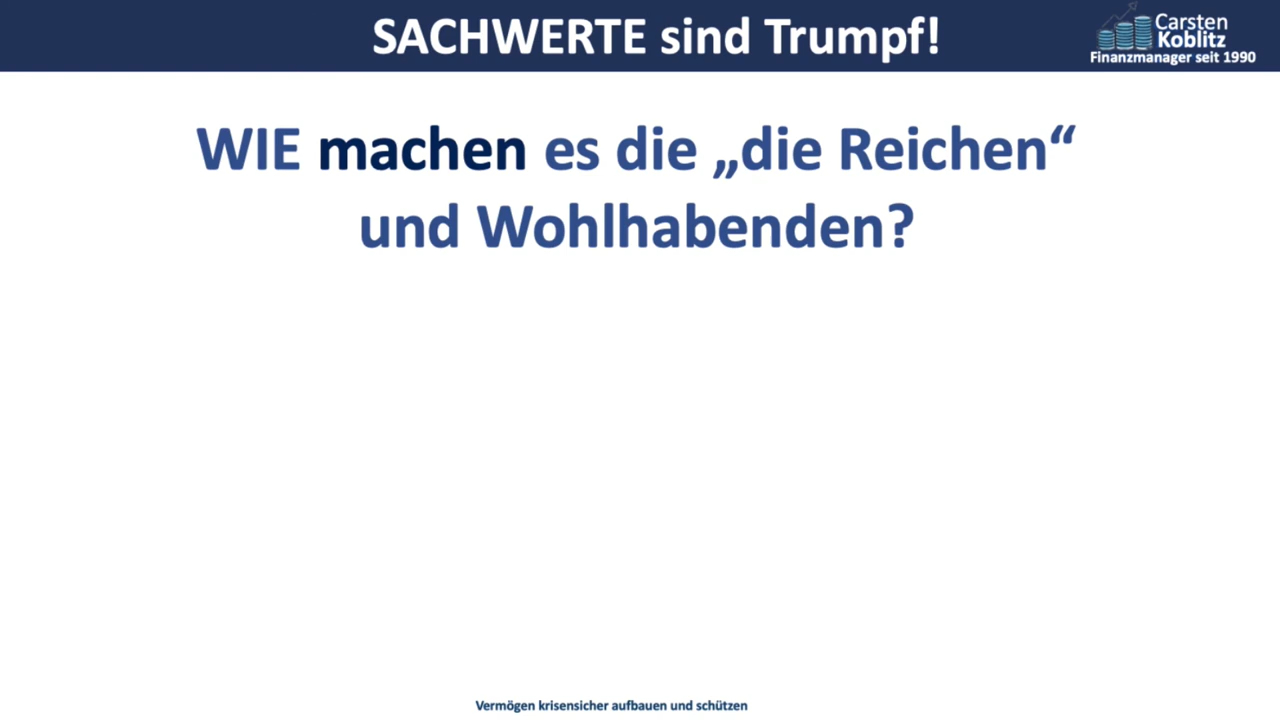 SACHWERTE sind Trumpf!
Carsten
Koblitz
Finanzmanager seit 1990
WIE machen es die „die Reichen“
und Wohlhabenden?
Vermögen krisensicher aufbauen und schützen